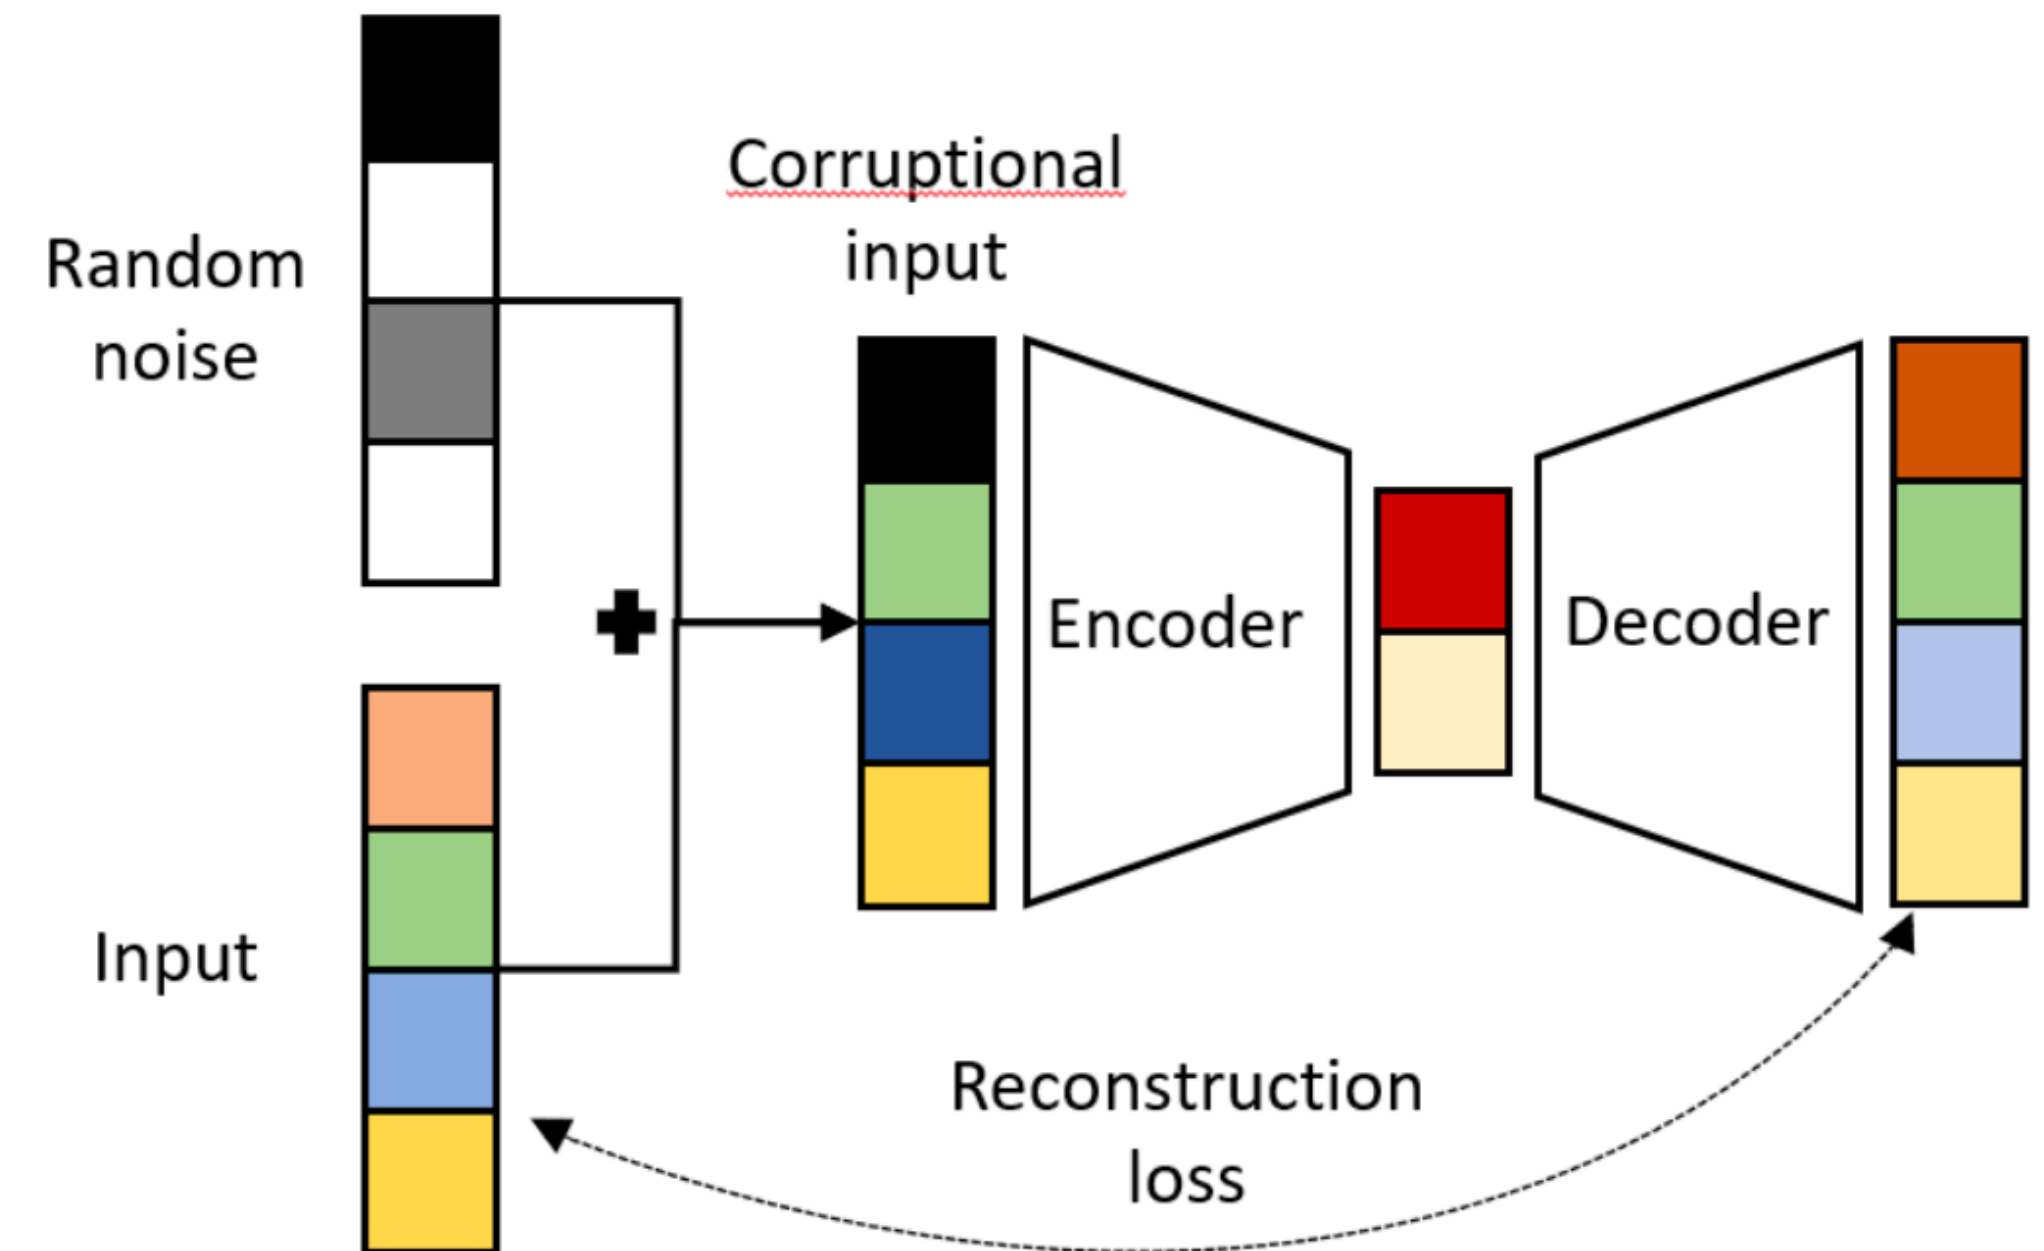 Random
noise
Corruptional
input
Encoder
Decoder
Input
Reconstruction
loss